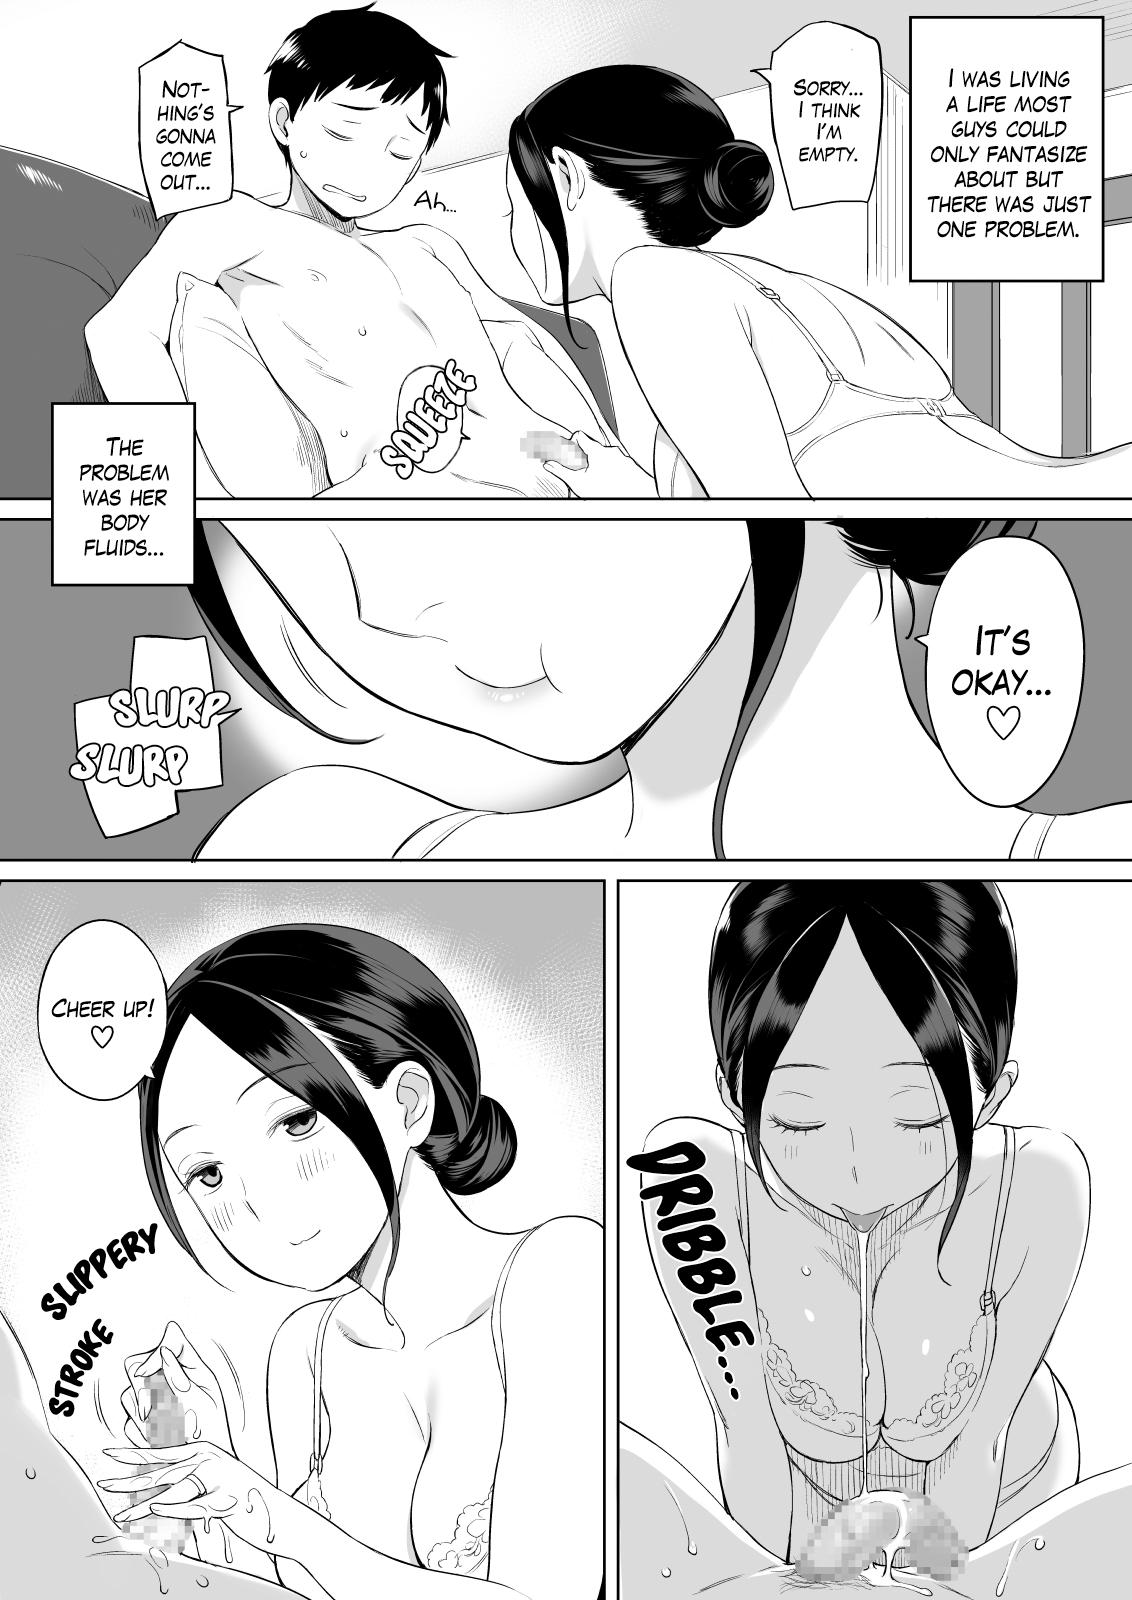 I WAS LIVING
A LIFE MOST
GUYS COULD
ONLY FANTASIZE
ABOUT BUT
THERE WAS JUST
ONE PROBLEM.
SORRY...
I THINK
I'M
EMPTY.
NOT-
HING'S
GONNA
COME
OUT...
AH...
SQUEEZE
THE
PROBLEM
WAS HER
BODY
FLUIDS...
IT'S
OKAY...
♡
SLURP
SLURP
CHEER UP!
♡
SLIPPERY
STROKE
DRIBBLE...